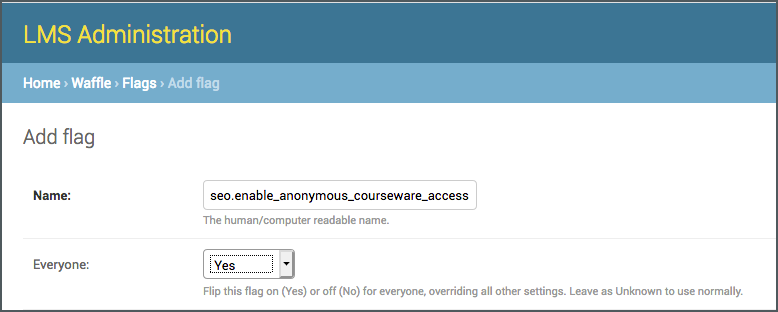 LMS Administration
Home › Waffle › Flags › Add flag
Add flag
Name: seo.enable_anonymous_courseware_access
The human/computer readable name.
Everyone: Yes
Flip this flag on (Yes) or off (No) for everyone, overriding all other settings. Leave as Unknown to use normally.